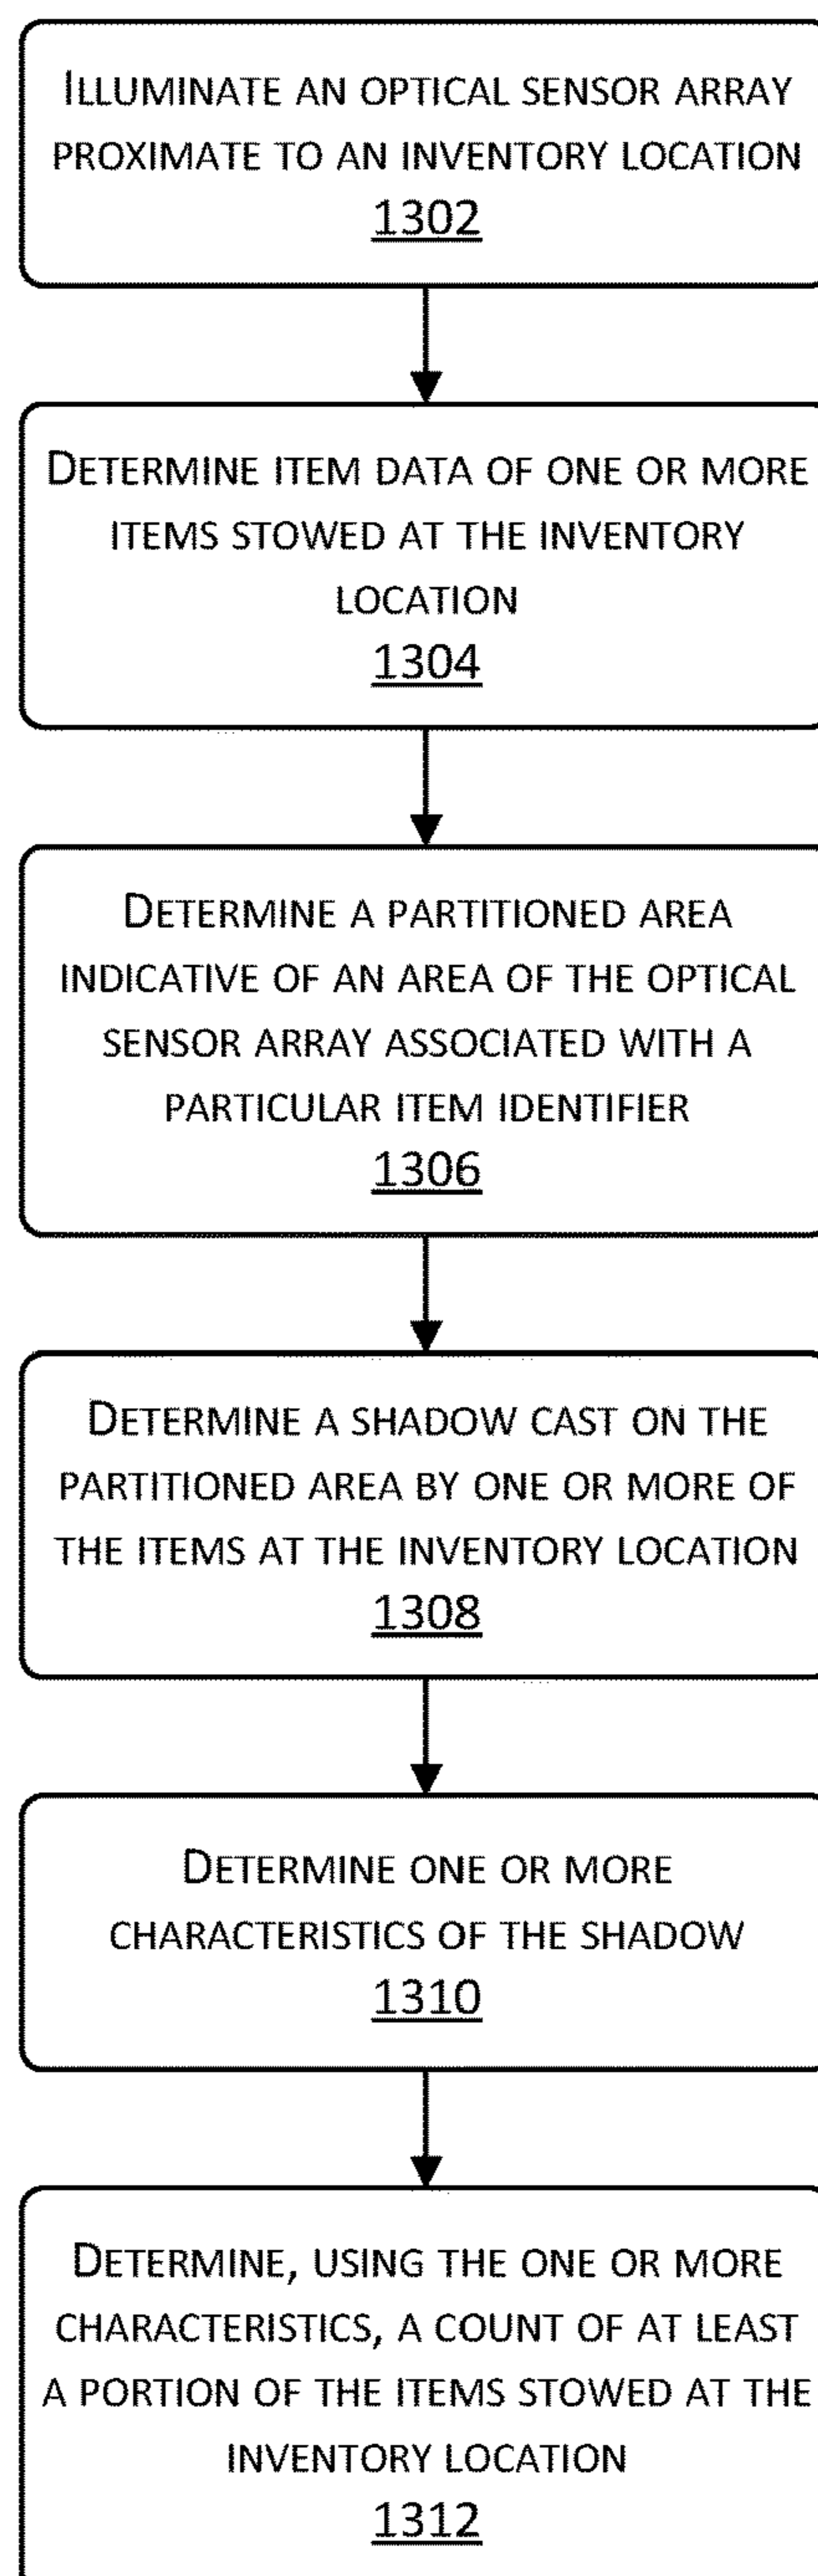 ILLUMINATE AN OPTICAL SENSOR ARRAY
PROXIMATE TO AN INVENTORY LOCATION
1302
DETERMINE ITEM DATA OF ONE OR MORE
ITEMS STOWED AT THE INVENTORY
LOCATION
1304
DETERMINE A PARTITIONED AREA
INDICATIVE OF AN AREA OF THE OPTICAL
SENSOR ARRAY ASSOCIATED WITH A
PARTICULAR ITEM IDENTIFIER
1306
DETERMINE A SHADOW CAST ON THE
PARTITIONED AREA BY ONE OR MORE OF
THE ITEMS AT THE INVENTORY LOCATION
1308
DETERMINE ONE OR MORE
CHARACTERISTICS OF THE SHADOW
1310
DETERMINE, USING THE ONE OR MORE
CHARACTERISTICS, A COUNT OF AT LEAST
A PORTION OF THE ITEMS STOWED AT THE
INVENTORY LOCATION
1312